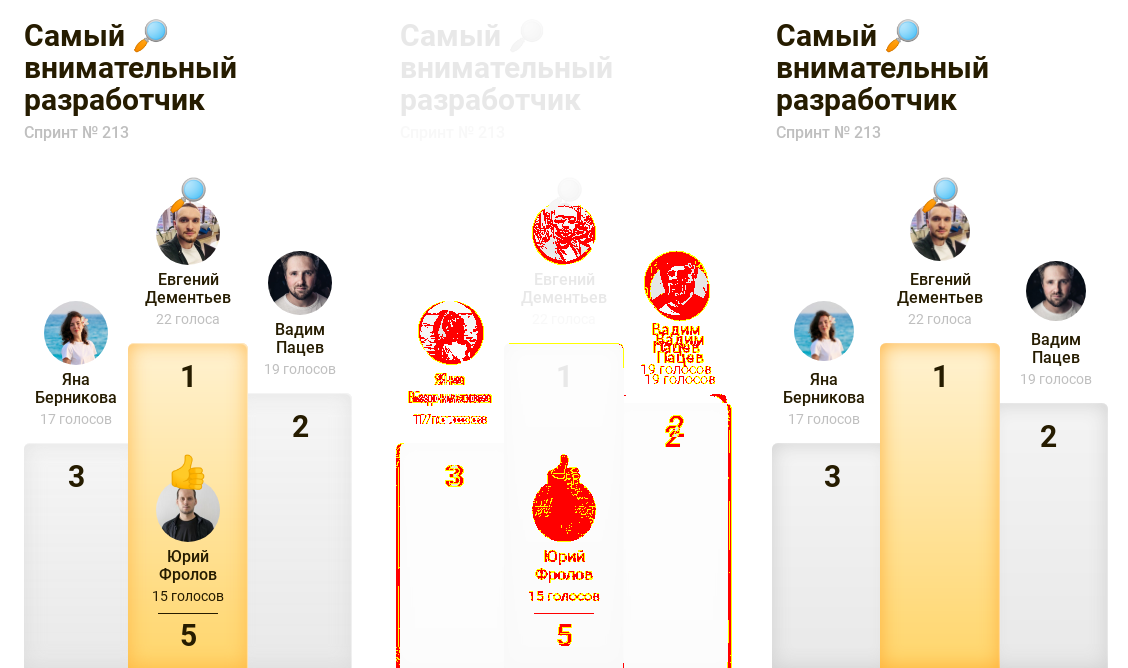 Самый
внимательный
разработчик
Спринт № 213
Евгений
Дементьев
22 голоса
Вадим
Пацев
19 голосов
Яна
Берникова
17 голосов
1
2
3
Юрий
Фролов
15 голосов
5
Самый
внимательный
разработчик
Спринт № 213
Евгений
Дементьев
22 голоса
Вадим
Пацев
19 голосов
19 голосов
1
2
3
Юрий
Фролов
15 голосов
5
Самый
внимательный
разработчик
Спринт № 213
Евгений
Дементьев
22 голоса
Вадим
Пацев
19 голосов
Яна
Берникова
17 голосов
1
2
3